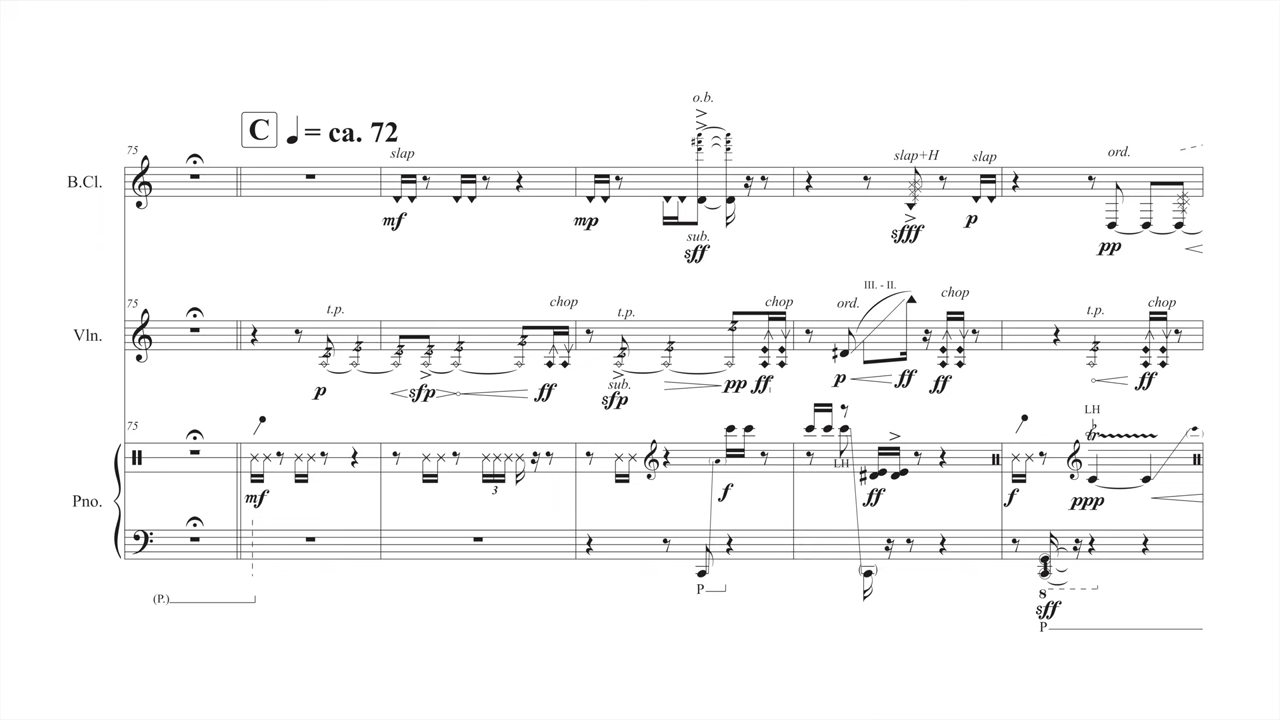 C ♩ = ca. 72
o.b.
75 slap slap+H slap ord.
B.Cl.
mf mp sfff p
sub. pp
sff
75 t.p. chop t.p. chop ord. III. - II. chop t.p. chop
Vln.
p sfp ff sub. pp ff p ff ff ff
sfp
75 LH
LH tr
3
Pno. mf f ff f ppp
P
(P.) 8
sff
P